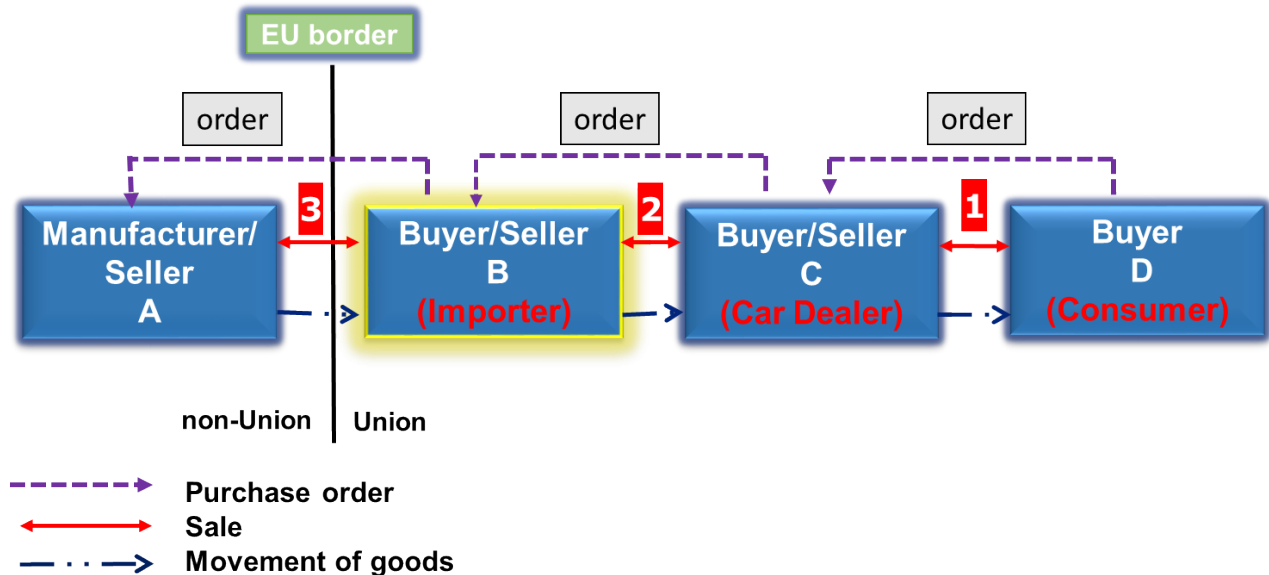 EU border
order
order
order
3
2
1
Manufacturer/
Seller
A
Buyer/Seller
B
(Importer)
Buyer/Seller
C
(Car Dealer)
Buyer
D
(Consumer)
non-Union
Union
Purchase order
Sale
Movement of goods